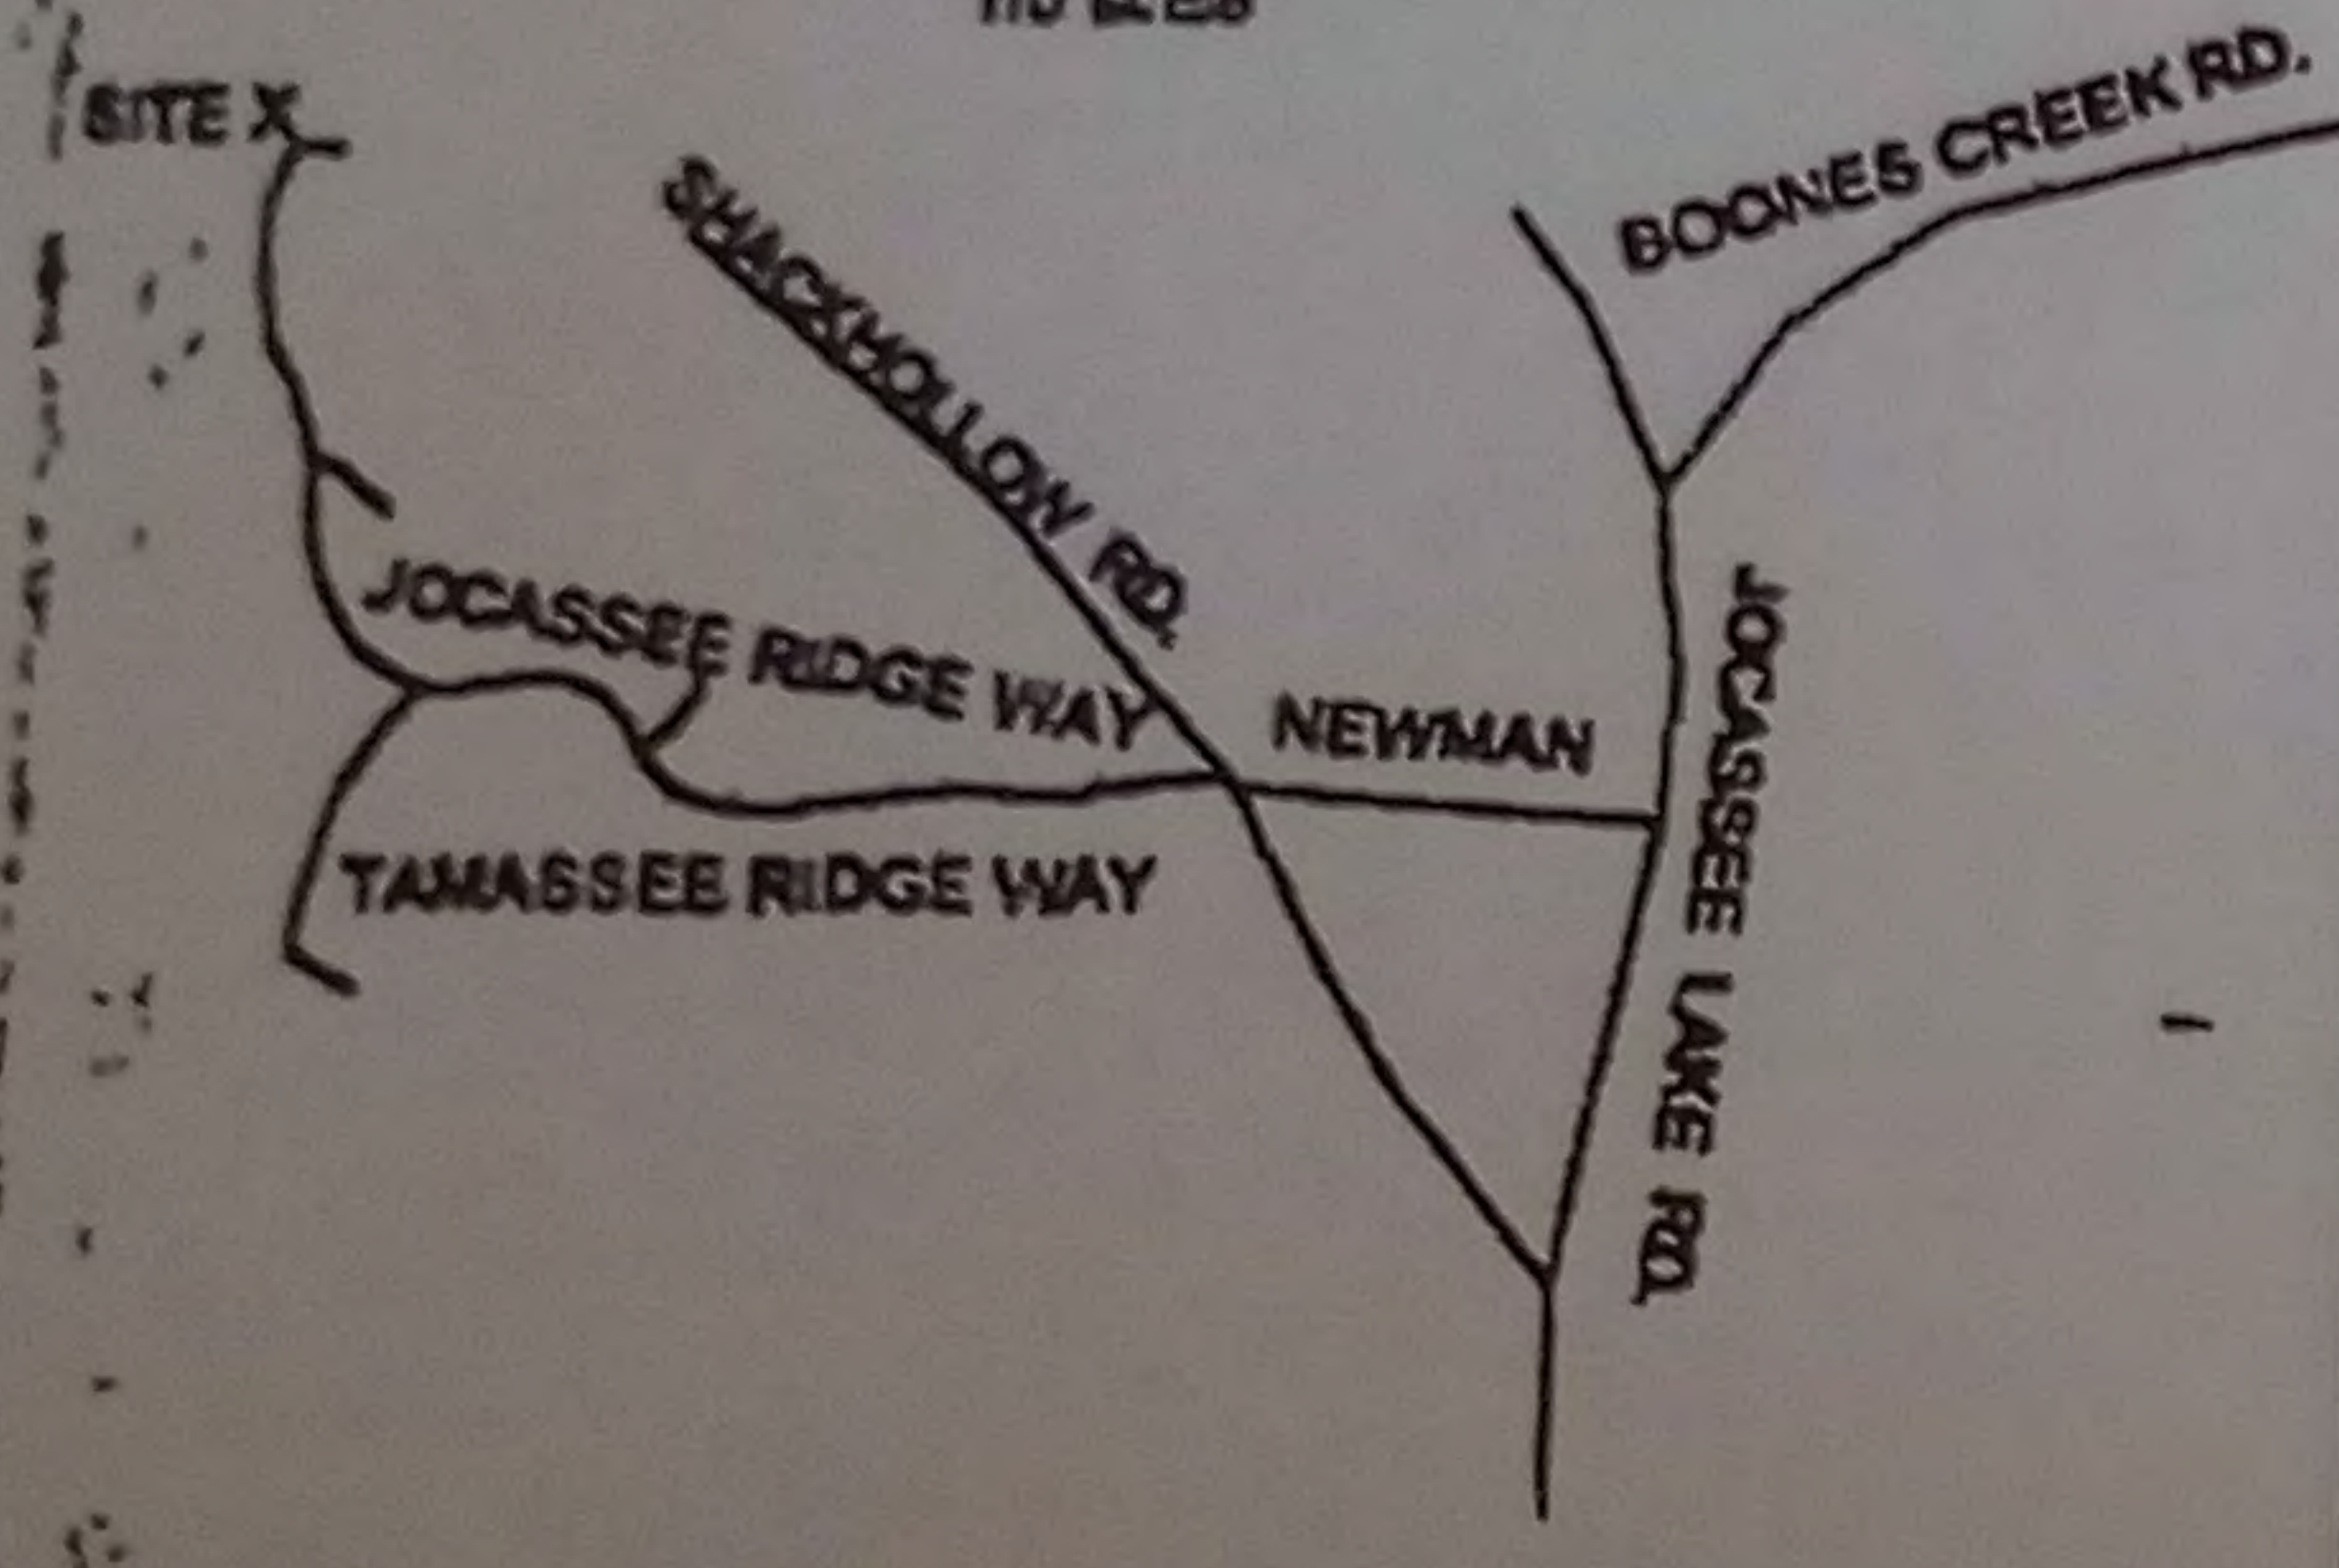 SITE X
BOONES CREEK RD.
SHACKHOLLOW RD.
JOCASSEE RIDGE WAY
NEWMAN
JOCASSEE LAKE RD.
TAMASSEE RIDGE WAY